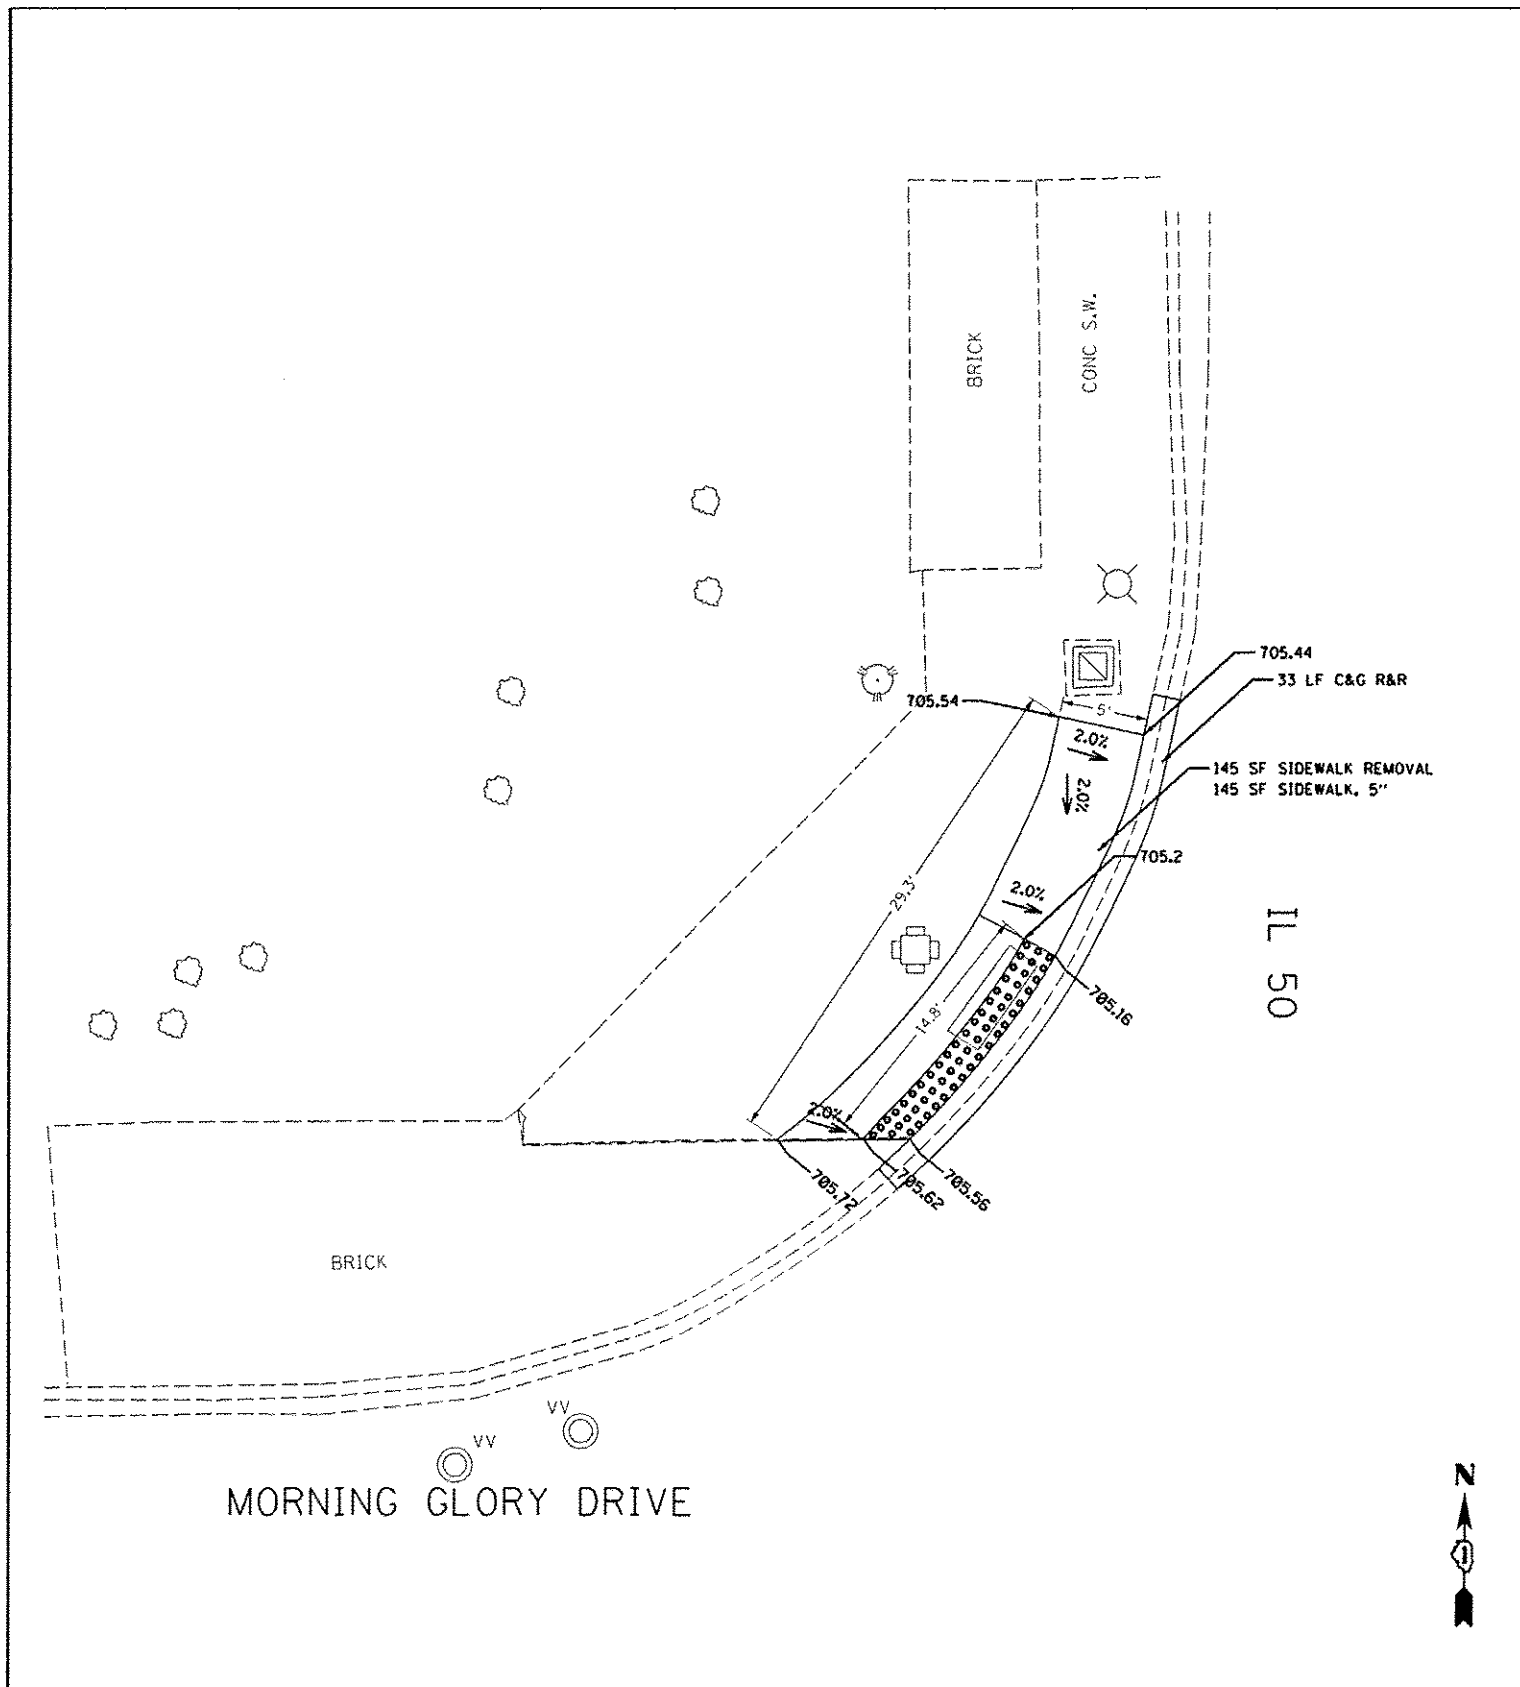 BRICK
CONC S.W.
705.44
33 LF C&G R&R
705.54
5'
2.0%
2.0%
145 SF SIDEWALK REMOVAL
145 SF SIDEWALK, 5"
705.2
29.3'
2.0%
IL 50
14.8'
705.16
2.0%
705.72
705.62
705.56
BRICK
VV
VV
MORNING GLORY DRIVE
N